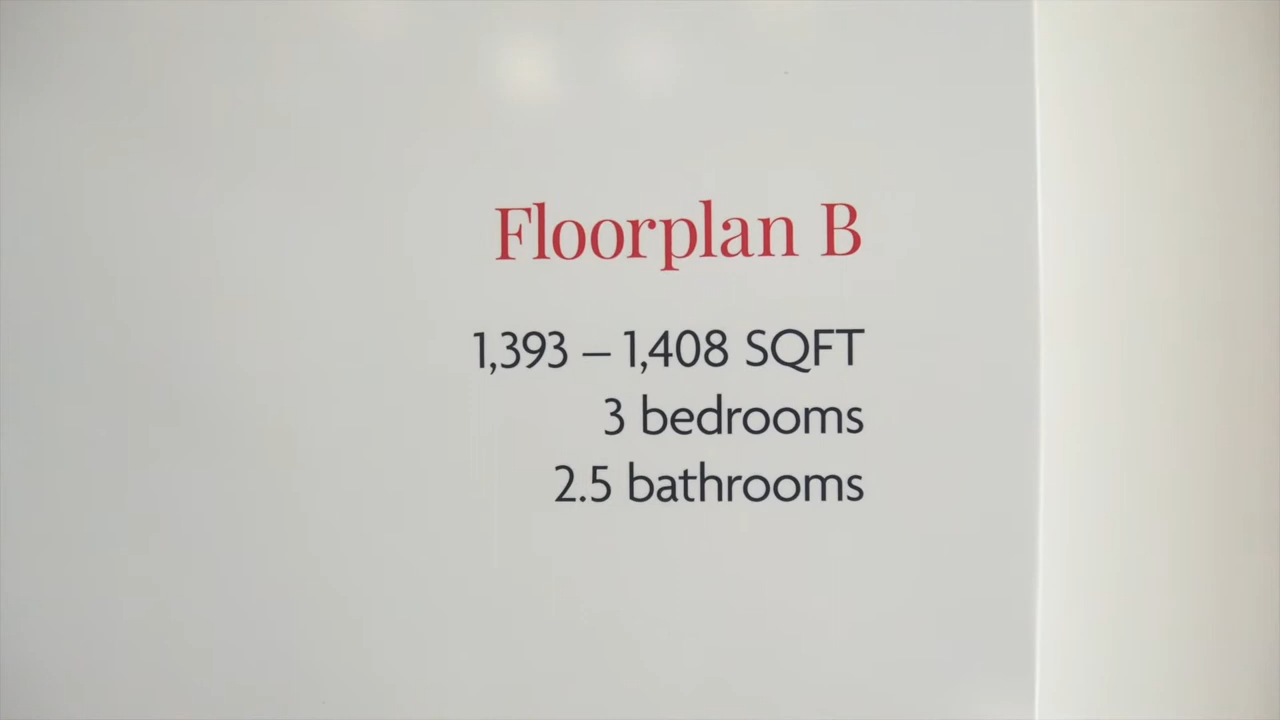 Floorplan B
1,393 – 1,408 SQFT
3 bedrooms
2.5 bathrooms